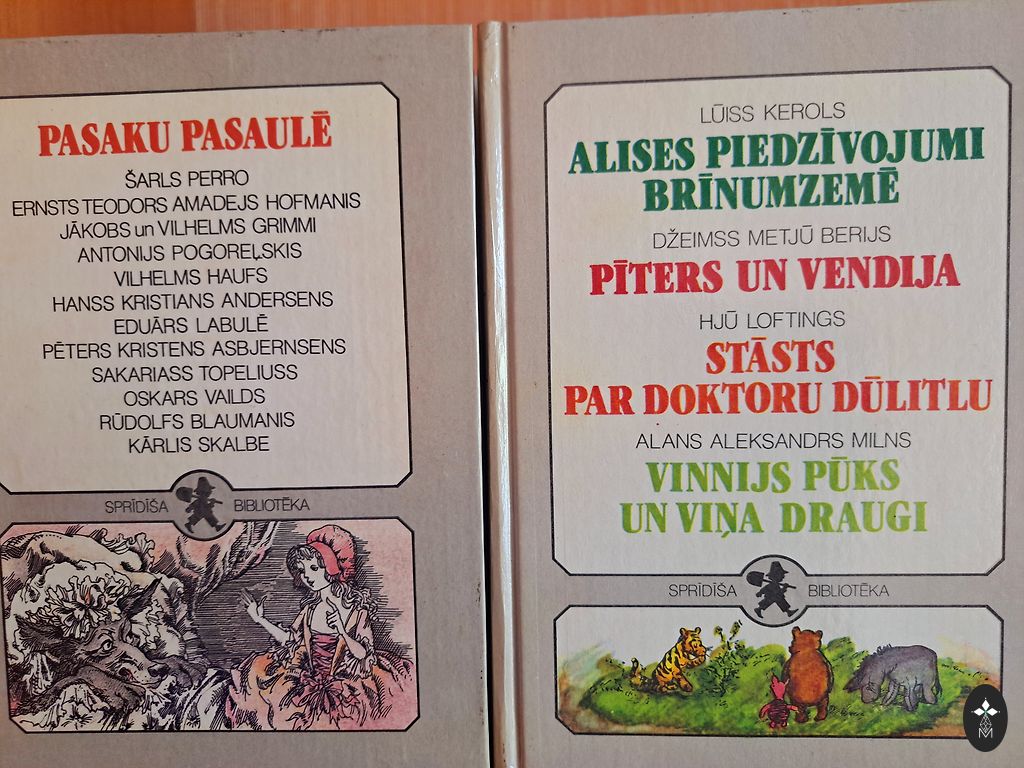 PASAKU PASAULĒ
ŠARLS PERRO
ERNSTS TEODORS AMADEJS HOFMANIS
JĀKOBS un VILHELMS GRIMMI
ANTONIJS POGOREĻSKIS
VILHELMS HAUFS
HANSS KRISTIANS ANDERSENS
EDUĀRS LABULĒ
PĒTERS KRISTENS ASBJERNSENS
SAKARIASS TOPELIUSS
OSKARS VAILDS
RŪDOLFS BLAUMANIS
KĀRLIS SKALBE
SPRĪDĪŠA BIBLIOTĒKA
LŪISS KEROLS
ALISES PIEDZĪVOJUMI
BRĪNUMZEMĒ
DŽEIMSS METJŪ BERIJS
PĪTERS UN VENDIJA
HJŪ LOFTINGS
STĀSTS
PAR DOKTORU DŪLITLU
ALANS ALEKSANDRS MILNS
VINNIJS PŪKS
UN VIŅA DRAUGI
SPRĪDĪŠA BIBLIOTĒKA
M